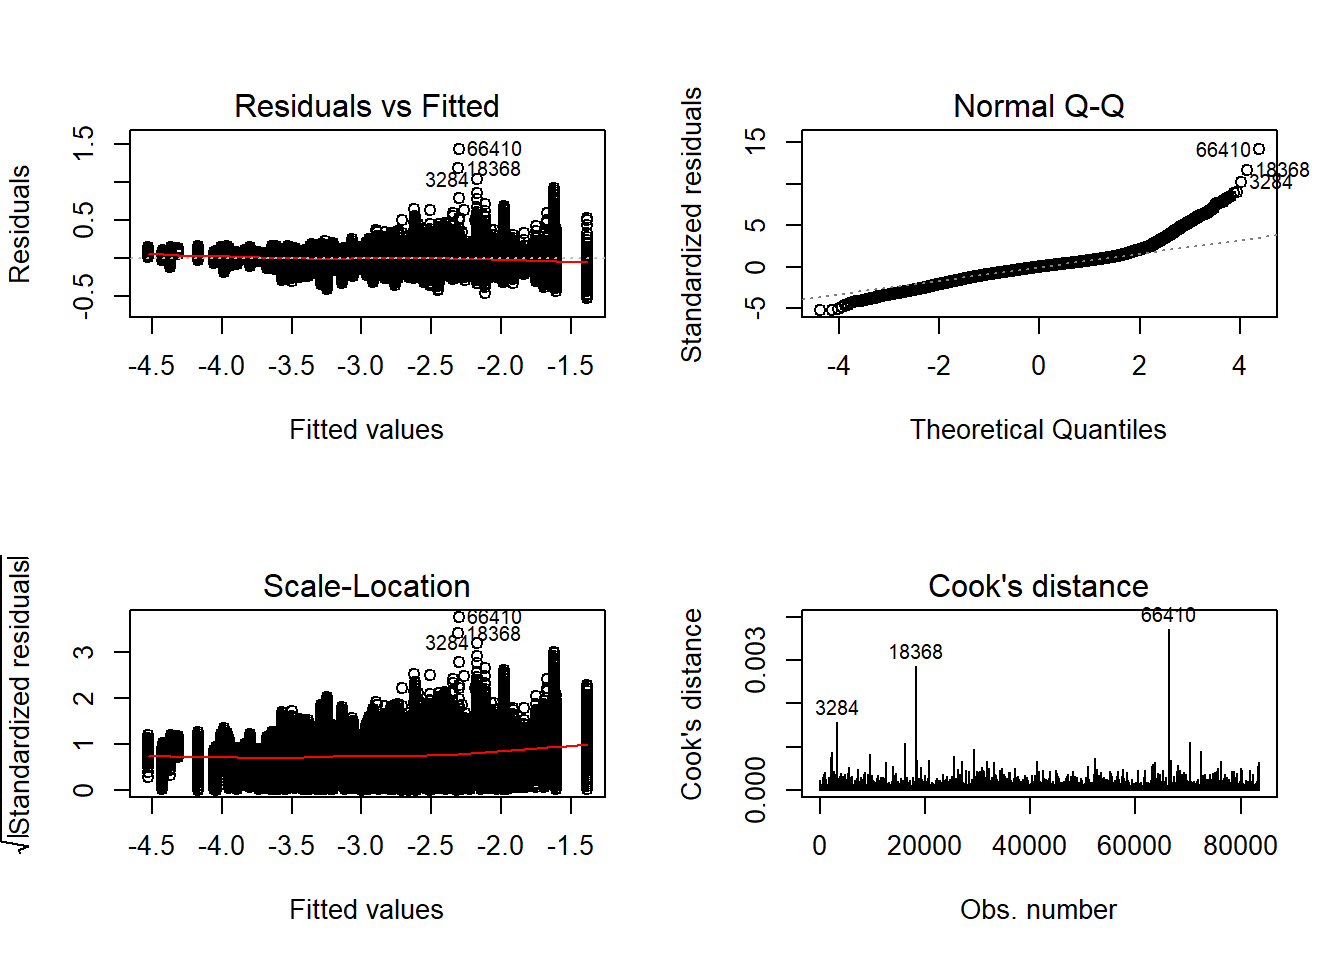 Residuals vs Fitted
Residuals
1.5
0.5
-0.5
66410
18368
3284
-4.5 -4.0 -3.5 -3.0 -2.5 -2.0 -1.5
Fitted values
Normal Q-Q
Standardized residuals
15
5
0
-5
66410
18368
3284
-4 -2 0 2 4
Theoretical Quantiles
Scale-Location
√|Standardized residuals|
3
2
1
0
66410
18368
3284
-4.5 -4.0 -3.5 -3.0 -2.5 -2.0 -1.5
Fitted values
Cook's distance
Cook's distance
0.003
0.000
66410
18368
3284
0 20000 40000 60000 80000
Obs. number